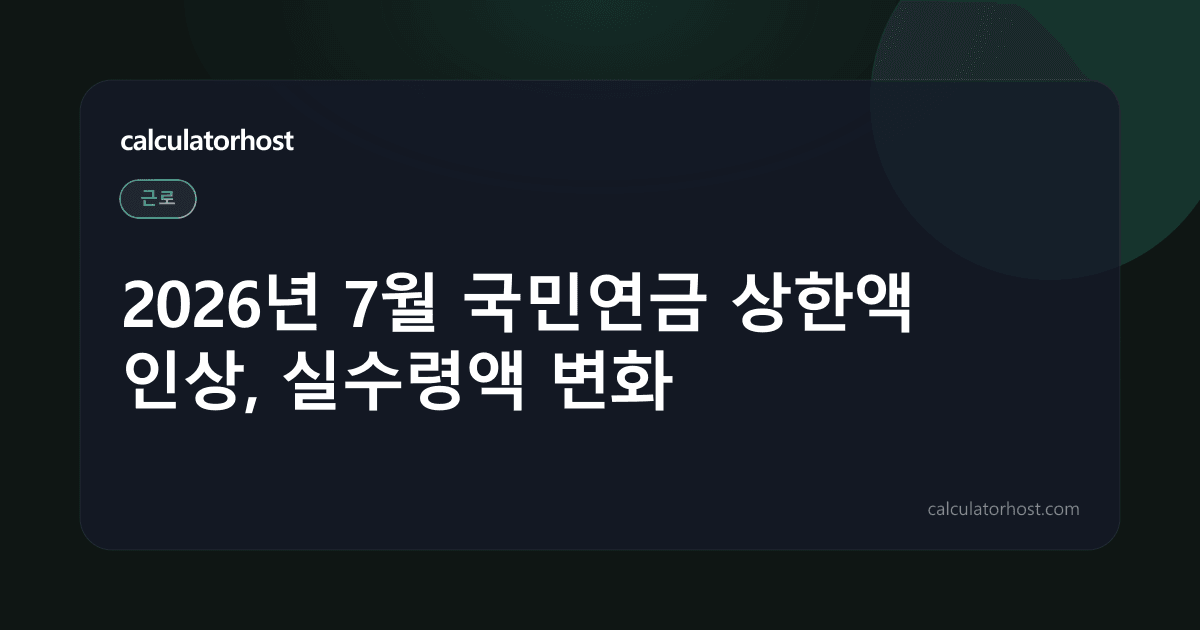 calculatorhost
근로
2026년 7월 국민연금 상한액
인상, 실수령액 변화
calculatorhost.com